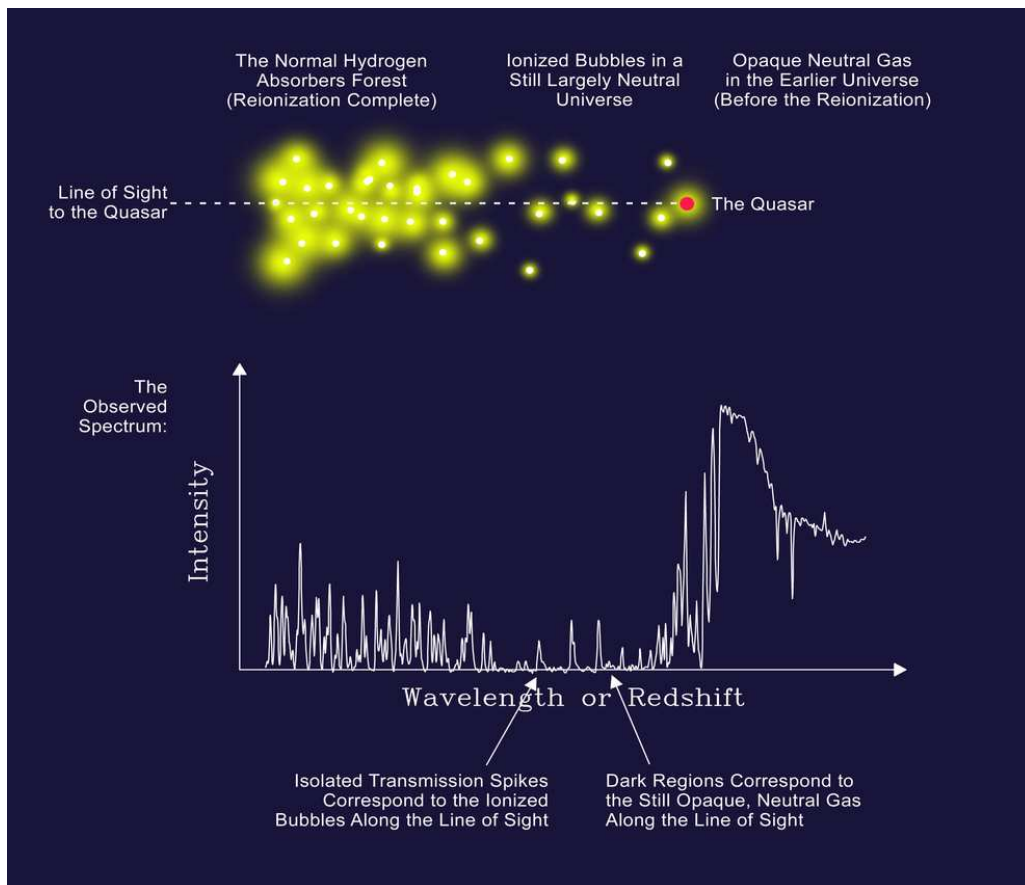 The Normal Hydrogen
Absorbers Forest
(Reionization Complete)
Ionized Bubbles in a
Still Largely Neutral
Universe
Opaque Neutral Gas
in the Earlier Universe
(Before the Reionization)
Line of Sight
to the Quasar
The Quasar
The
Observed
Spectrum:
Intensity
Wavelength or Redshift
Isolated Transmission Spikes
Correspond to the Ionized
Bubbles Along the Line of Sight
Dark Regions Correspond to
the Still Opaque, Neutral Gas
Along the Line of Sight